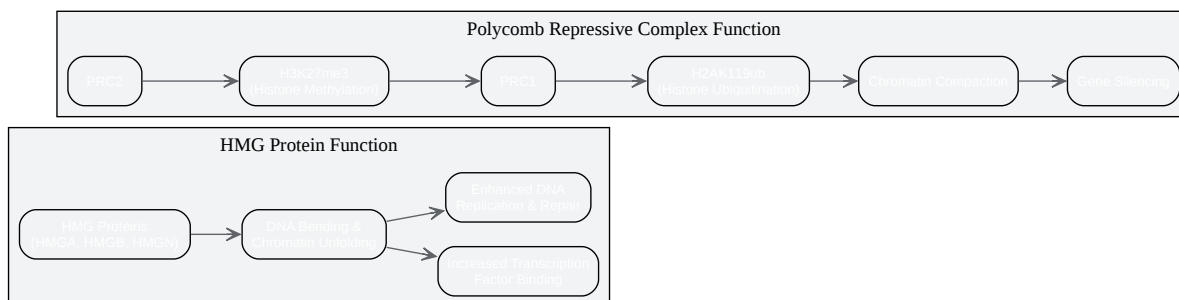 Polycomb Repressive Complex Function
PRC2
H3K27me3
(Histone Methylation)
PRC1
H2AK119ub
(Histone Ubiquitination)
Chromatin Compaction
Gene Silencing
HMG Protein Function
HMG Proteins
(HMGA, HMGB, HMGN)
DNA Bending &
Chromatin Unfolding
Enhanced DNA
Replication & Repair
Increased Transcription
Factor Binding